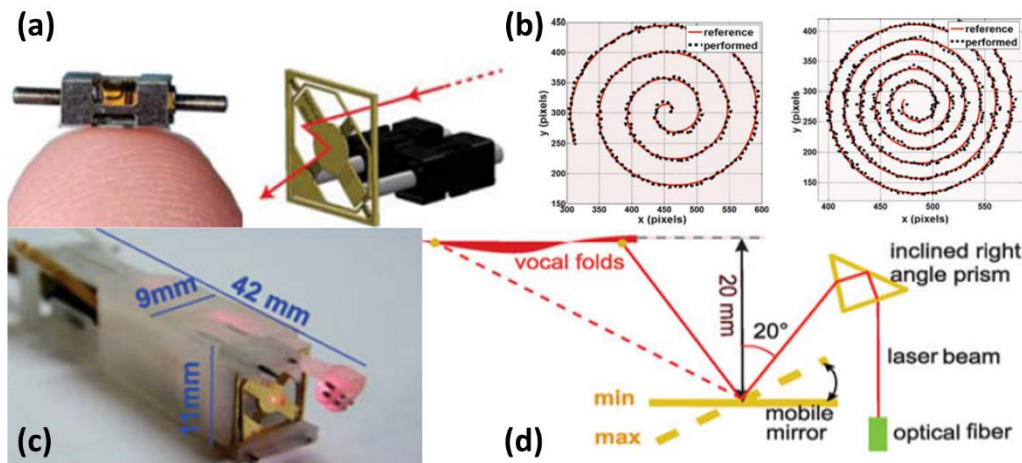 (a)
(b)
reference
performed
450
400
350
300
250
200
150
300
350
400
450
500
550
600
y (pixels)
x (pixels)
reference
performed
400
350
300
250
200
150
400
450
500
550
y (pixels)
x (pixels)
(c)
9mm
42 mm
11mm
(d)
vocal folds
20 mm
20°
inclined right
angle prism
laser beam
min
max
mobile
mirror
optical fiber